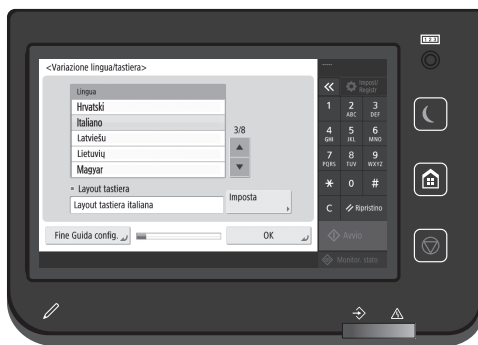 123
<Variazione lingua/tastiera>
Lingua
Hrvatski
Italiano
Latviešu
Lietuvių
Magyar
3/8
Layout tastiera
Layout tastiera italiana
Imposta
Fine Guida config.
OK
Impost/
Registr
1
2
ABC
3
DEF
4
GHI
5
JKL
6
MNO
7
PQRS
8
TUV
9
WXYZ
*
0
#
C
Ripristino
Avvio
Monitor. stato